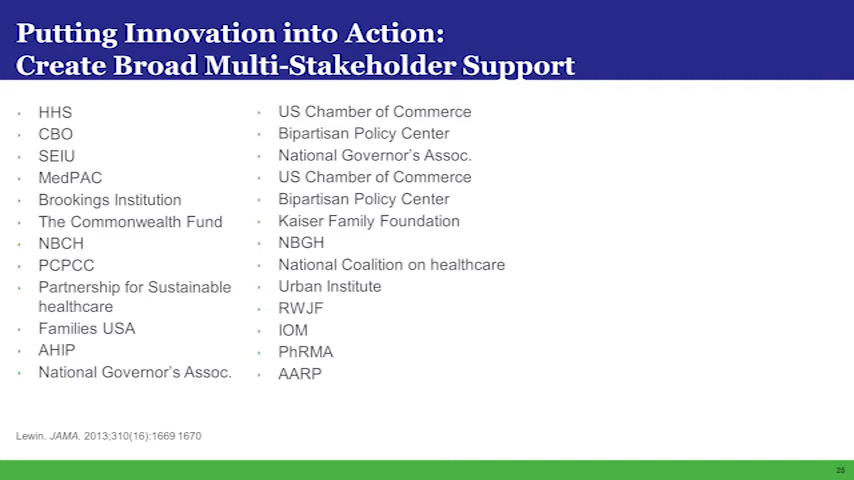 Putting Innovation into Action:
Create Broad Multi-Stakeholder Support
HHS
CBO
SEIU
MedPAC
Brookings Institution
The Commonwealth Fund
NBCH
PCPCC
Partnership for Sustainable
healthcare
Families USA
AHIP
National Governor's Assoc.
US Chamber of Commerce
Bipartisan Policy Center
National Governor's Assoc.
US Chamber of Commerce
Bipartisan Policy Center
Kaiser Family Foundation
NBGH
National Coalition on healthcare
Urban Institute
RWJF
IOM
PhRMA
AARP
Lewin. JAMA. 2013;310(16):1669 1670
25